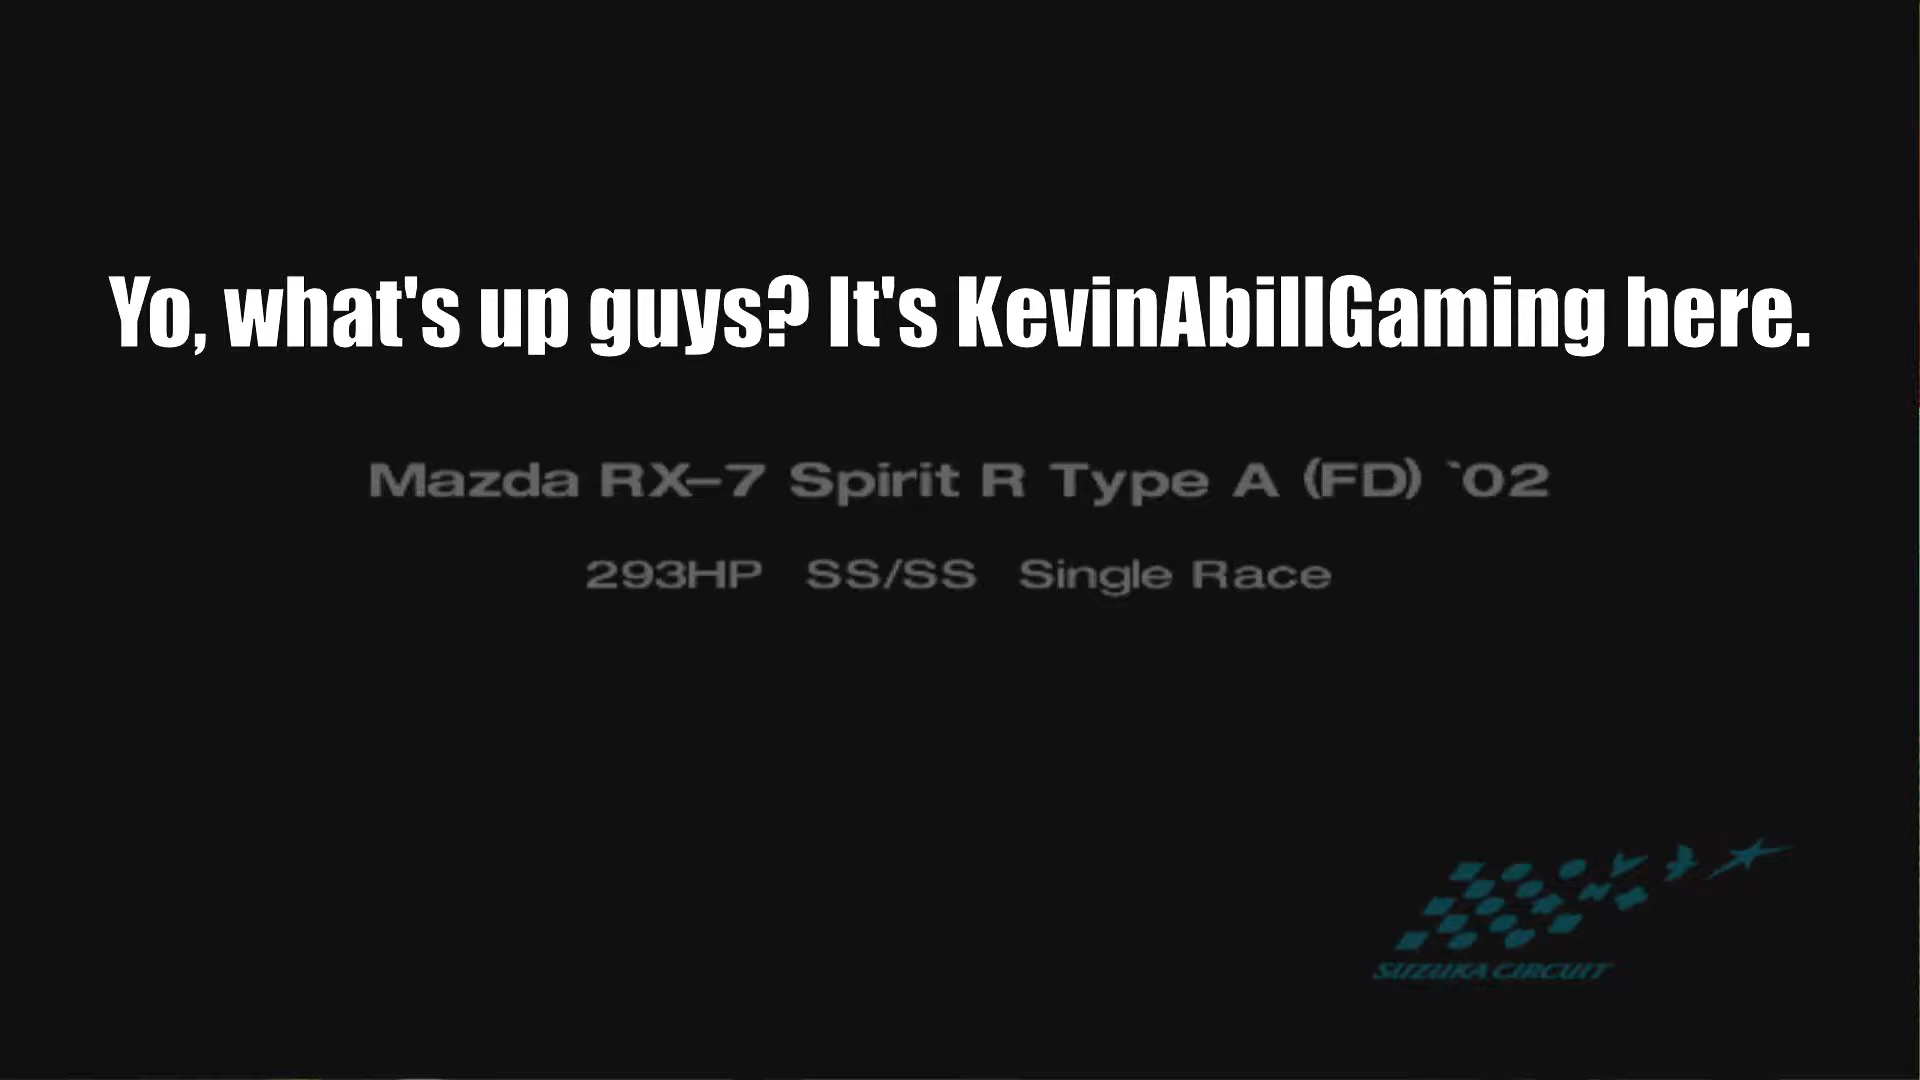 Yo, what's up guys? It's KevinAbillGaming here.
Mazda RX-7 Spirit R Type A (FD) `02
293HP SS/SS Single Race
SUZUKA CIRCUIT